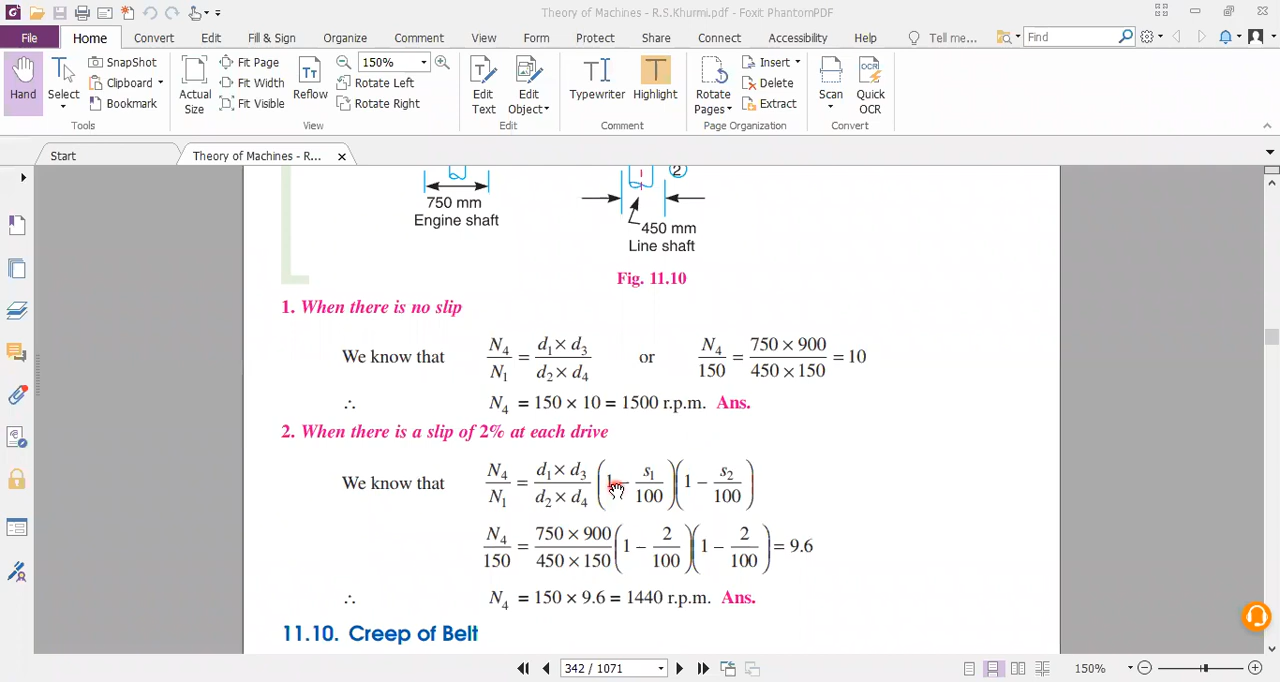 Theory of Machines - R.S.Khurmi.pdf - Foxit PhantomPDF
File Home Convert Edit Fill & Sign Organize Comment View Form Protect Share Connect Accessibility Help Tell me... Find
Hand
Select
SnapShot
Clipboard
Bookmark
Tools
Actual Size
Fit Page
Fit Width
Fit Visible
Reflow
150%
Rotate Left
Rotate Right
View
Edit Text
Edit Object
Edit
Typewriter
Highlight
Comment
Rotate Pages
Insert
Delete
Extract
Page Organization
Scan
Quick OCR
Convert
Start
Theory of Machines - R...
750 mm
Engine shaft
2
450 mm
Line shaft
Fig. 11.10
1. When there is no slip
We know that N₄/N₁ = (d₁ × d₃)/(d₂ × d₄) or N₄/150 = (750 × 900)/(450 × 150) = 10
∴ N₄ = 150 × 10 = 1500 r.p.m. Ans.
2. When there is a slip of 2% at each drive
We know that N₄/N₁ = (d₁ × d₃)/(d₂ × d₄) (1 − s₁/100)(1 − s₂/100)
N₄/150 = (750 × 900)/(450 × 150) (1 − 2/100)(1 − 2/100) = 9.6
∴ N₄ = 150 × 9.6 = 1440 r.p.m. Ans.
11.10. Creep of Belt
342 / 1071
150%